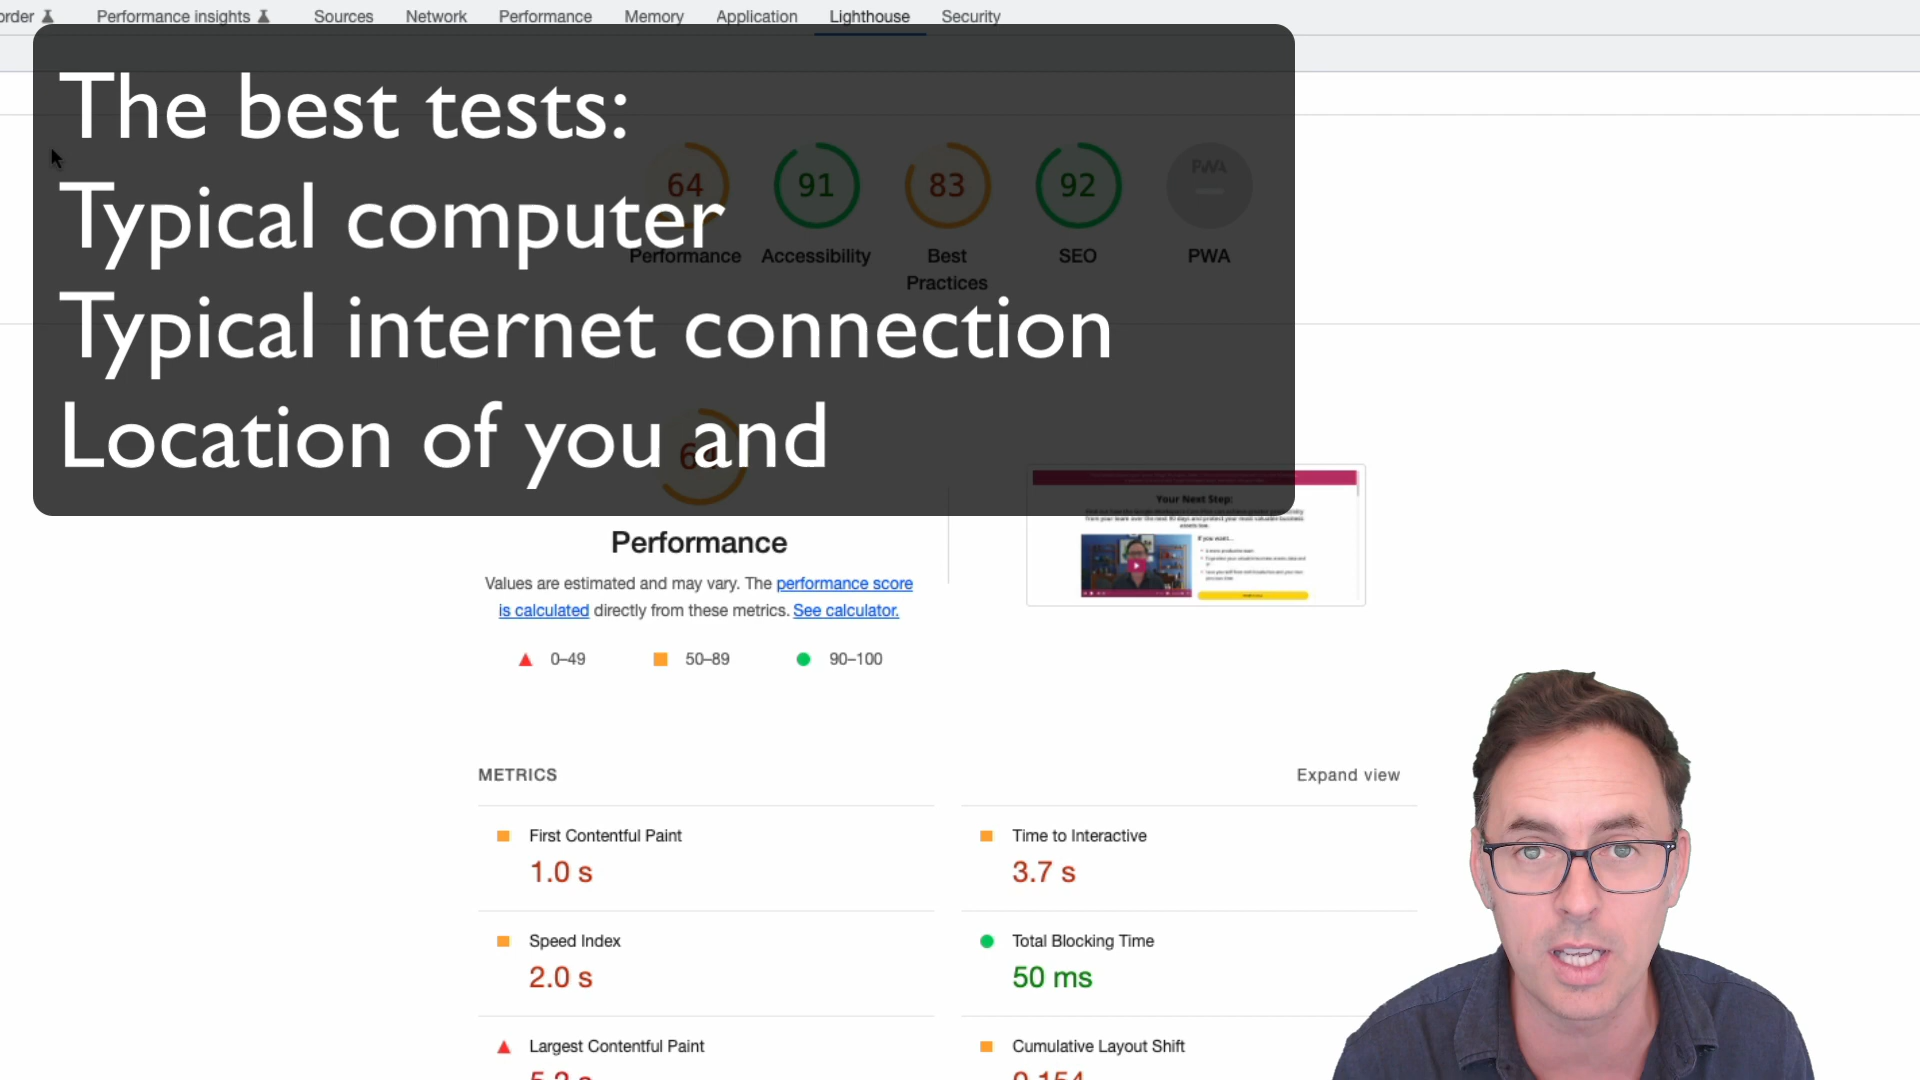 order
Performance insights
Sources
Network
Performance
Memory
Application
Lighthouse
Security
The best tests:
Typical computer
Typical internet connection
Location of you and
64
91
83
92
PWA
Performance
Accessibility
Best
Practices
SEO
PWA
Your Next Step:
If you want...
Performance
Values are estimated and may vary. The performance score
is calculated directly from these metrics. See calculator.
0–49
50–89
90–100
METRICS
Expand view
First Contentful Paint
1.0 s
Time to Interactive
3.7 s
Speed Index
2.0 s
Total Blocking Time
50 ms
Largest Contentful Paint
Cumulative Layout Shift